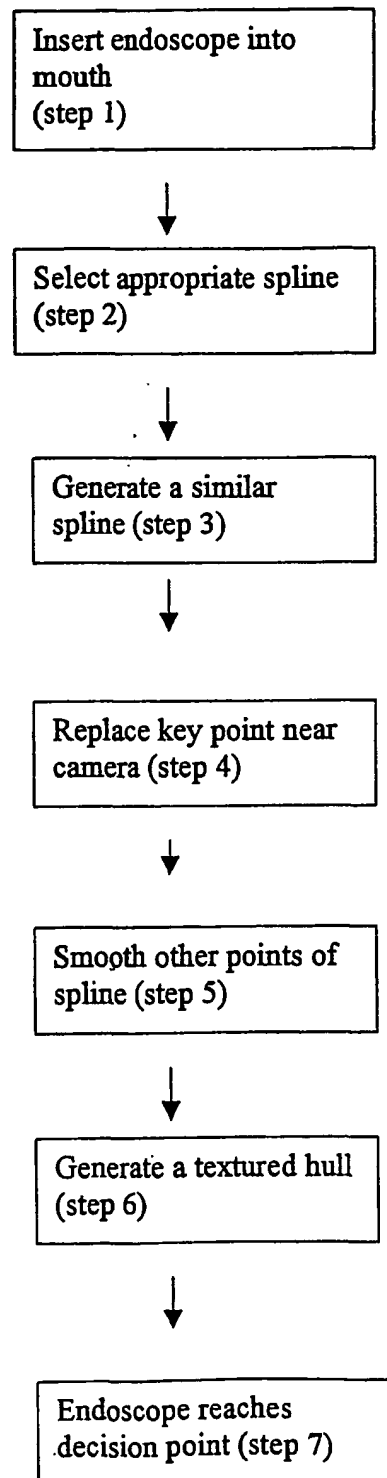 Insert endoscope into
mouth
(step 1)
Select appropriate spline
(step 2)
Generate a similar
spline (step 3)
Replace key point near
camera (step 4)
Smooth other points of
spline (step 5)
Generate a textured hull
(step 6)
Endoscope reaches
decision point (step 7)